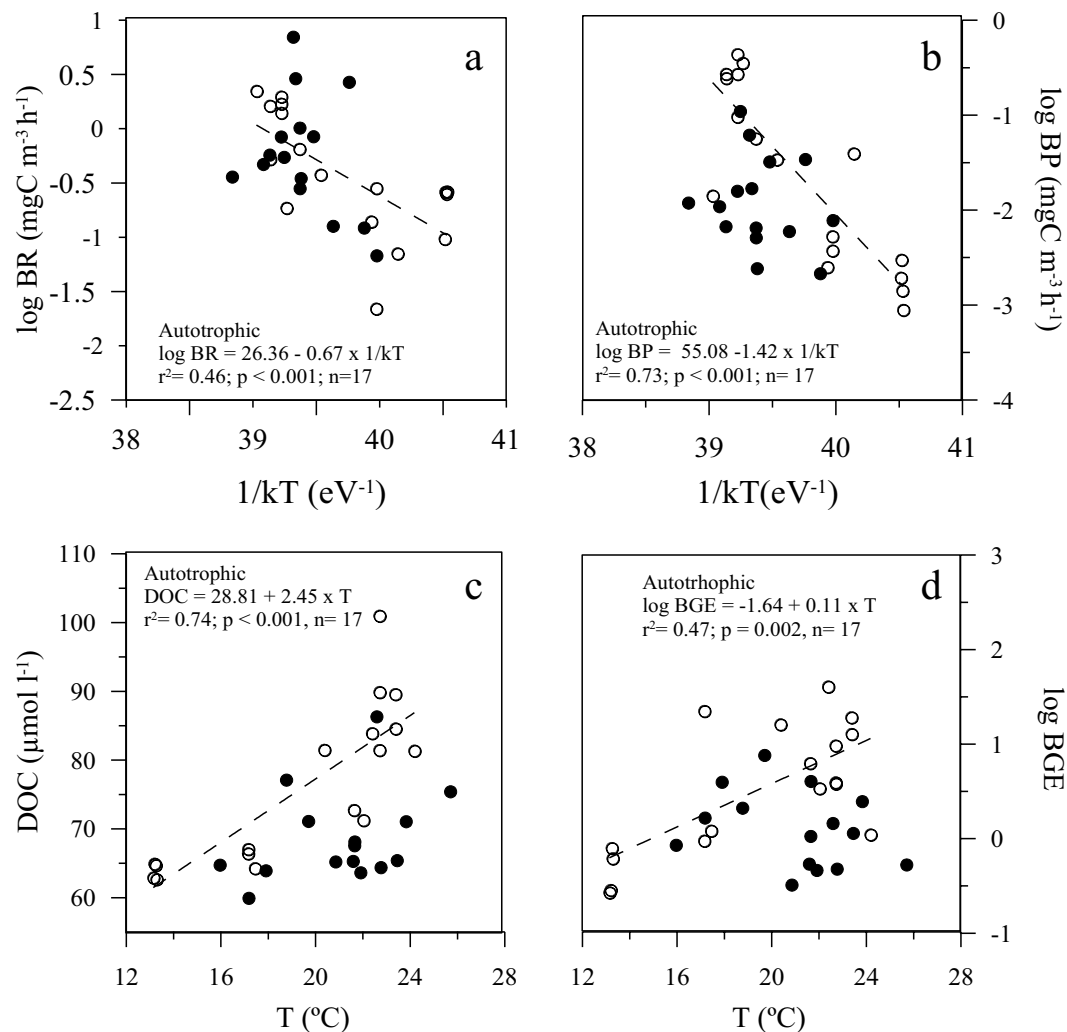 1
0.5
0
-0.5
-1
-1.5
-2
-2.5
log BR (mgC m⁻³ h⁻¹)
a
Autotrophic
log BR = 26.36 - 0.67 x 1/kT
r²= 0.46; p < 0.001; n=17
38
39
40
41
1/kT (eV⁻¹)
b
0
-1
-2
-3
-4
log BP (mgC m⁻³ h⁻¹)
Autotrophic
log BP = 55.08 -1.42 x 1/kT
r²= 0.73; p < 0.001; n= 17
38
39
40
41
1/kT(eV⁻¹)
110
100
90
80
70
60
DOC (µmol l⁻¹)
Autotrophic
DOC = 28.81 + 2.45 x T
r²= 0.74; p < 0.001, n= 17
c
12
16
20
24
28
T (ºC)
Autotrhophic
log BGE = -1.64 + 0.11 x T
r²= 0.47; p = 0.002, n= 17
d
3
2
1
0
-1
log BGE
12
16
20
24
28
T (ºC)